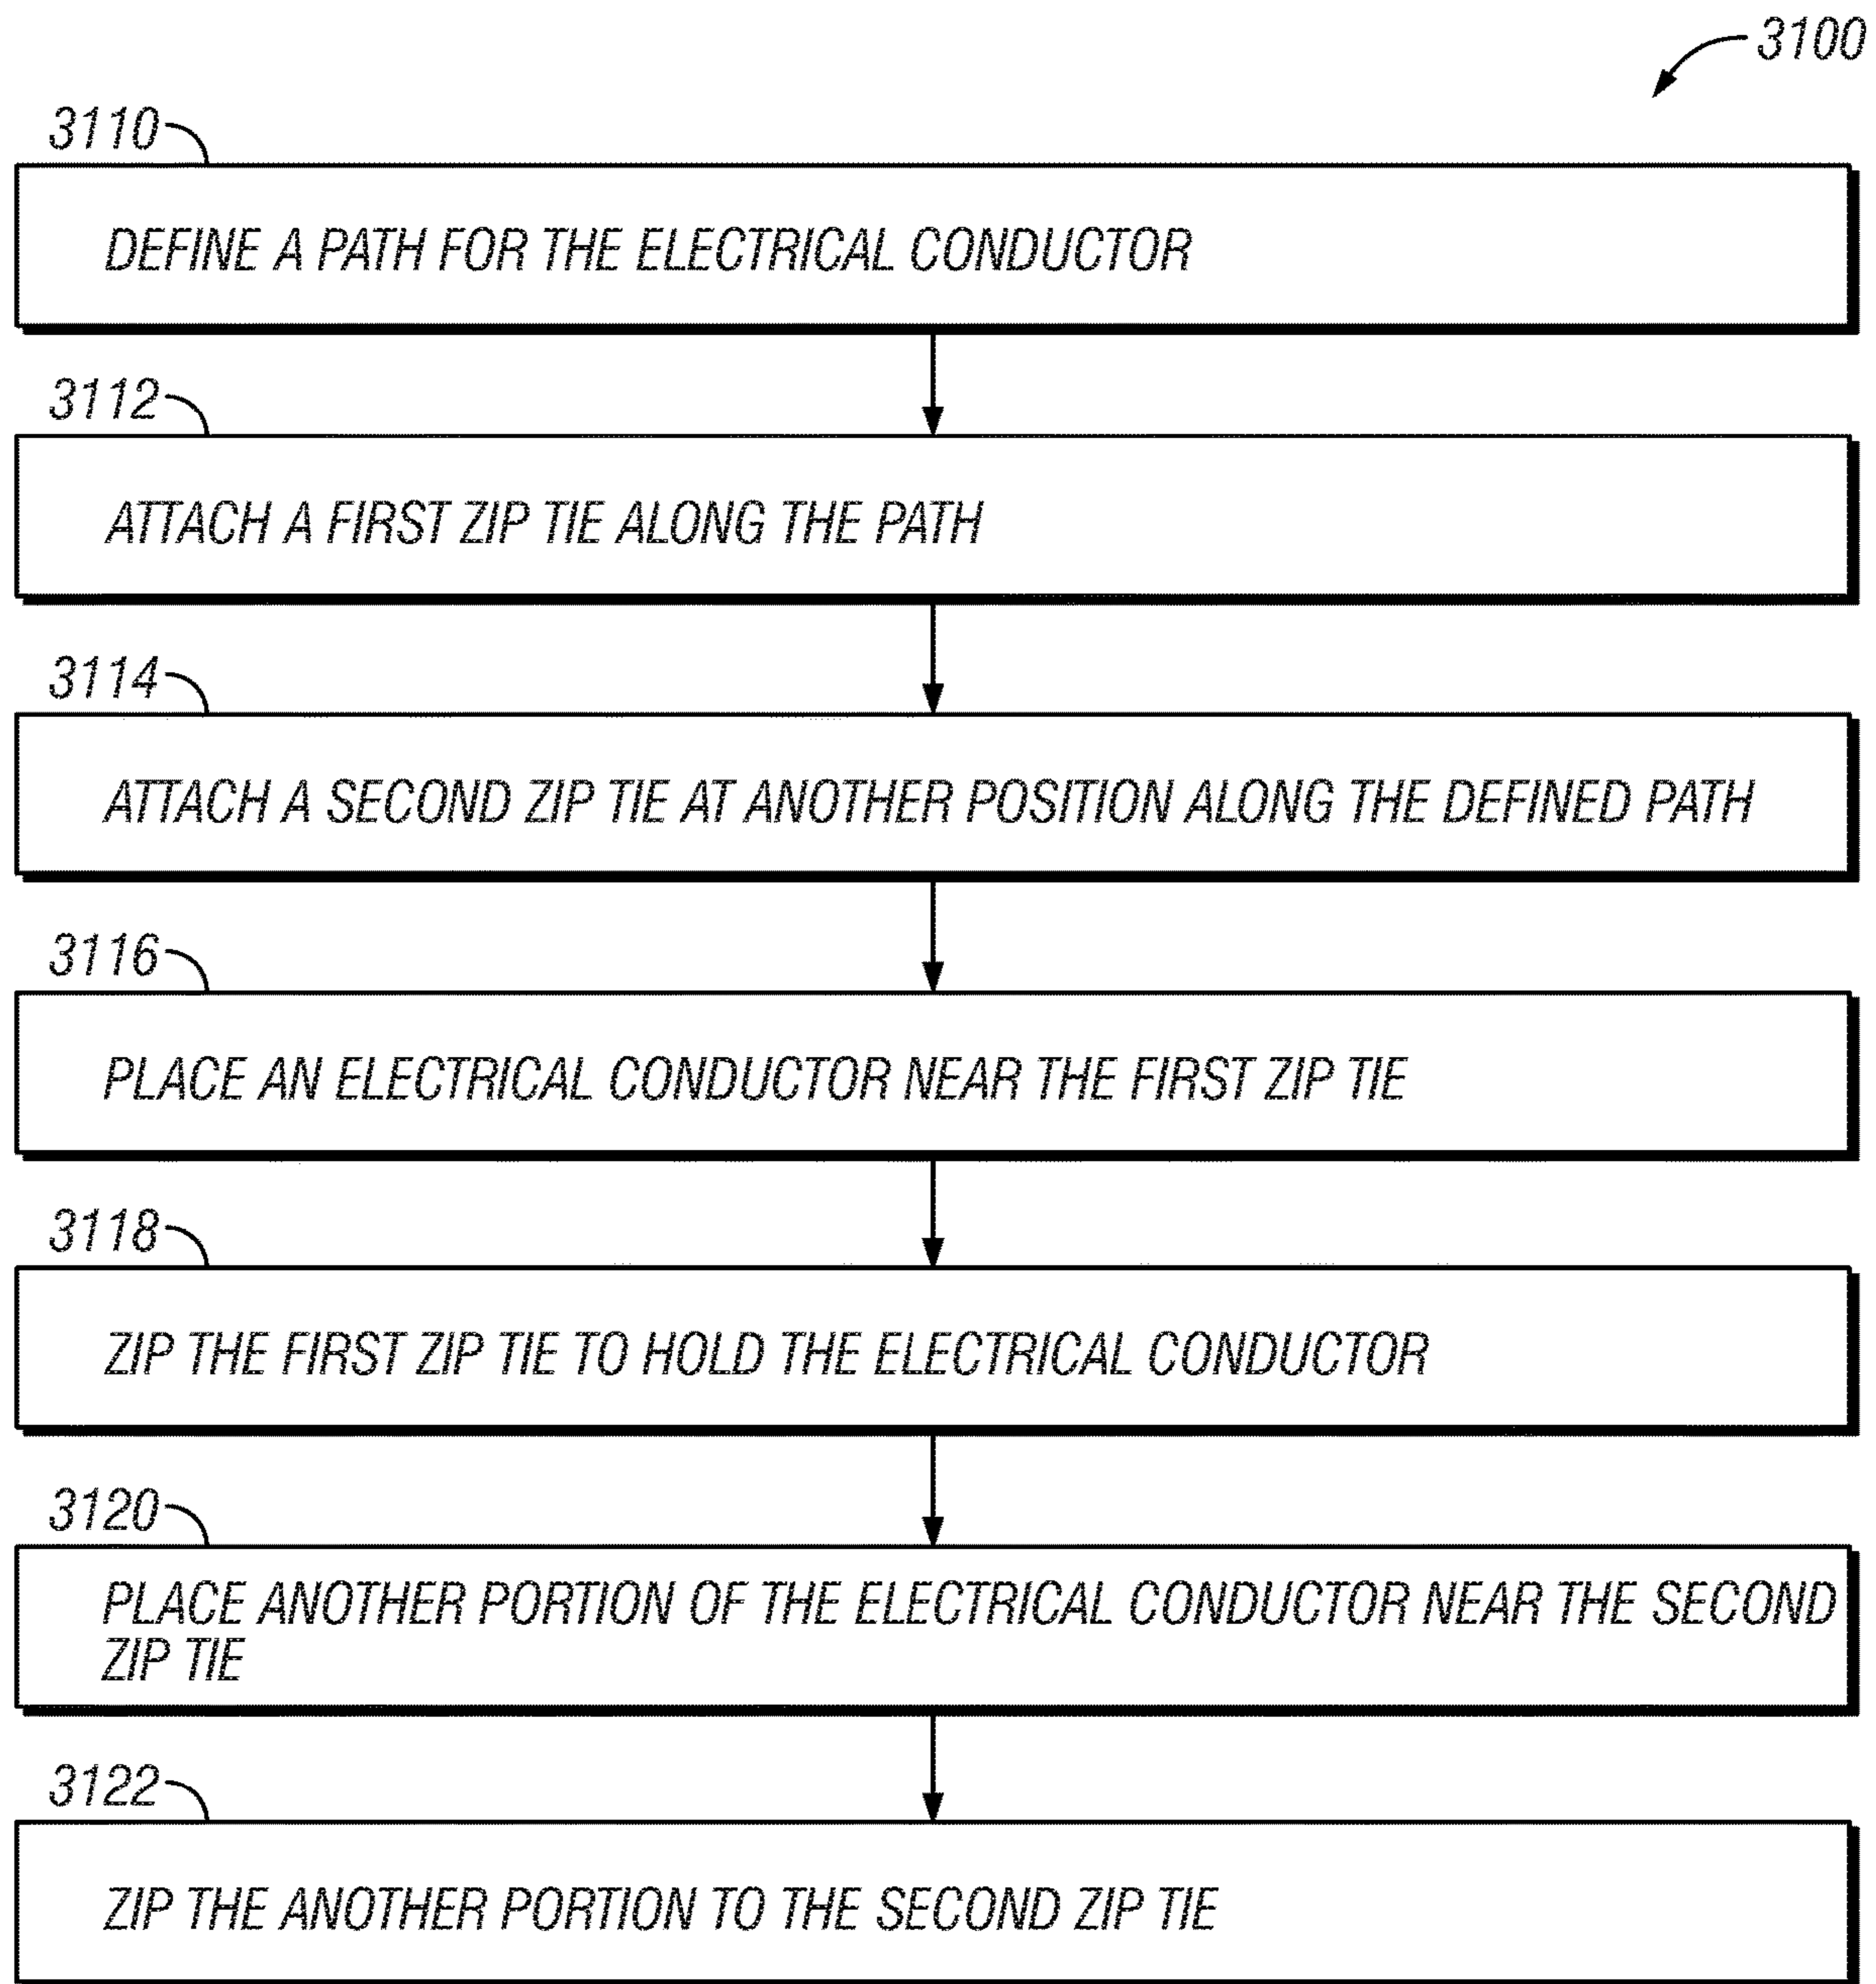 3100
3110
DEFINE A PATH FOR THE ELECTRICAL CONDUCTOR
3112
ATTACH A FIRST ZIP TIE ALONG THE PATH
3114
ATTACH A SECOND ZIP TIE AT ANOTHER POSITION ALONG THE DEFINED PATH
3116
PLACE AN ELECTRICAL CONDUCTOR NEAR THE FIRST ZIP TIE
3118
ZIP THE FIRST ZIP TIE TO HOLD THE ELECTRICAL CONDUCTOR
3120
PLACE ANOTHER PORTION OF THE ELECTRICAL CONDUCTOR NEAR THE SECOND
ZIP TIE
3122
ZIP THE ANOTHER PORTION TO THE SECOND ZIP TIE